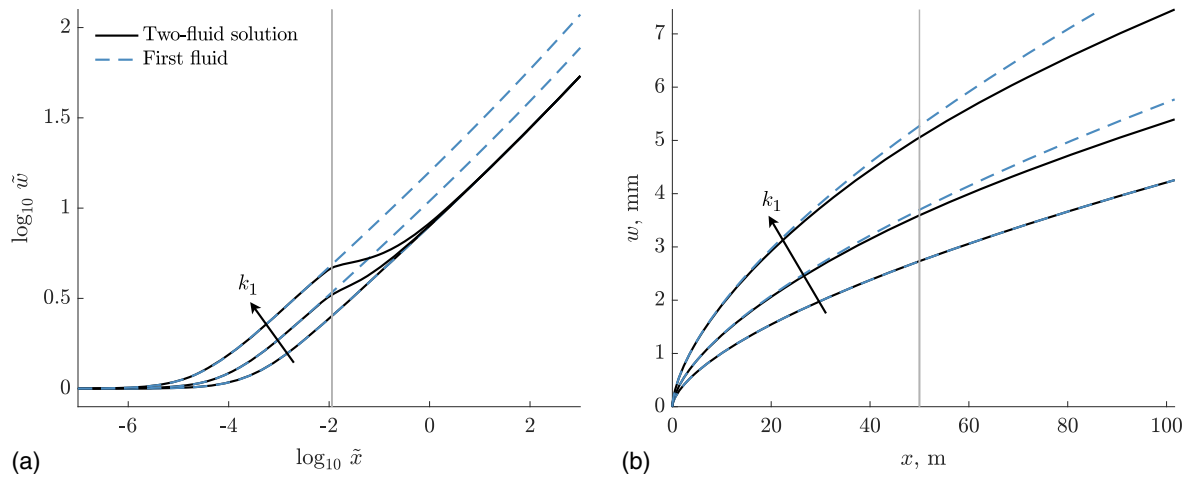 2
1.5
1
0.5
0
log₁₀ w̃
Two-fluid solution
First fluid
k₁
-6
-4
-2
0
2
log₁₀ x̃
(a)
7
6
5
4
3
2
1
0
w, mm
k₁
0
20
40
60
80
100
x, m
(b)